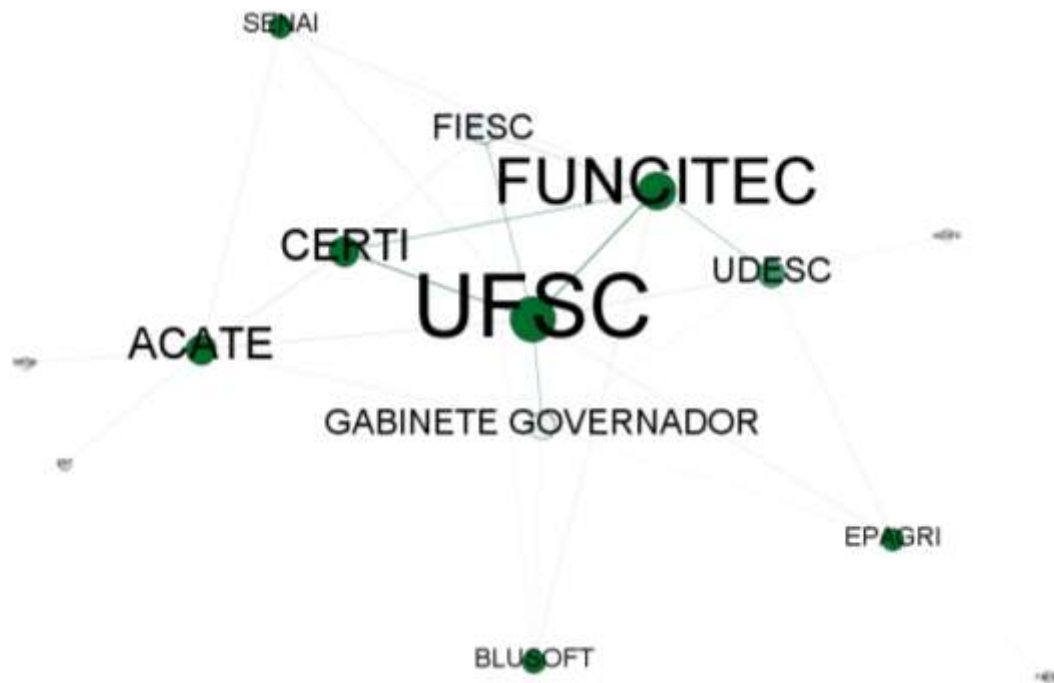 SENAI
FIESC
FUNCITEC
CERTI
UDESC
UFSC
ACATE
GABINETE GOVERNADOR
EPAGRI
BLUSOFT